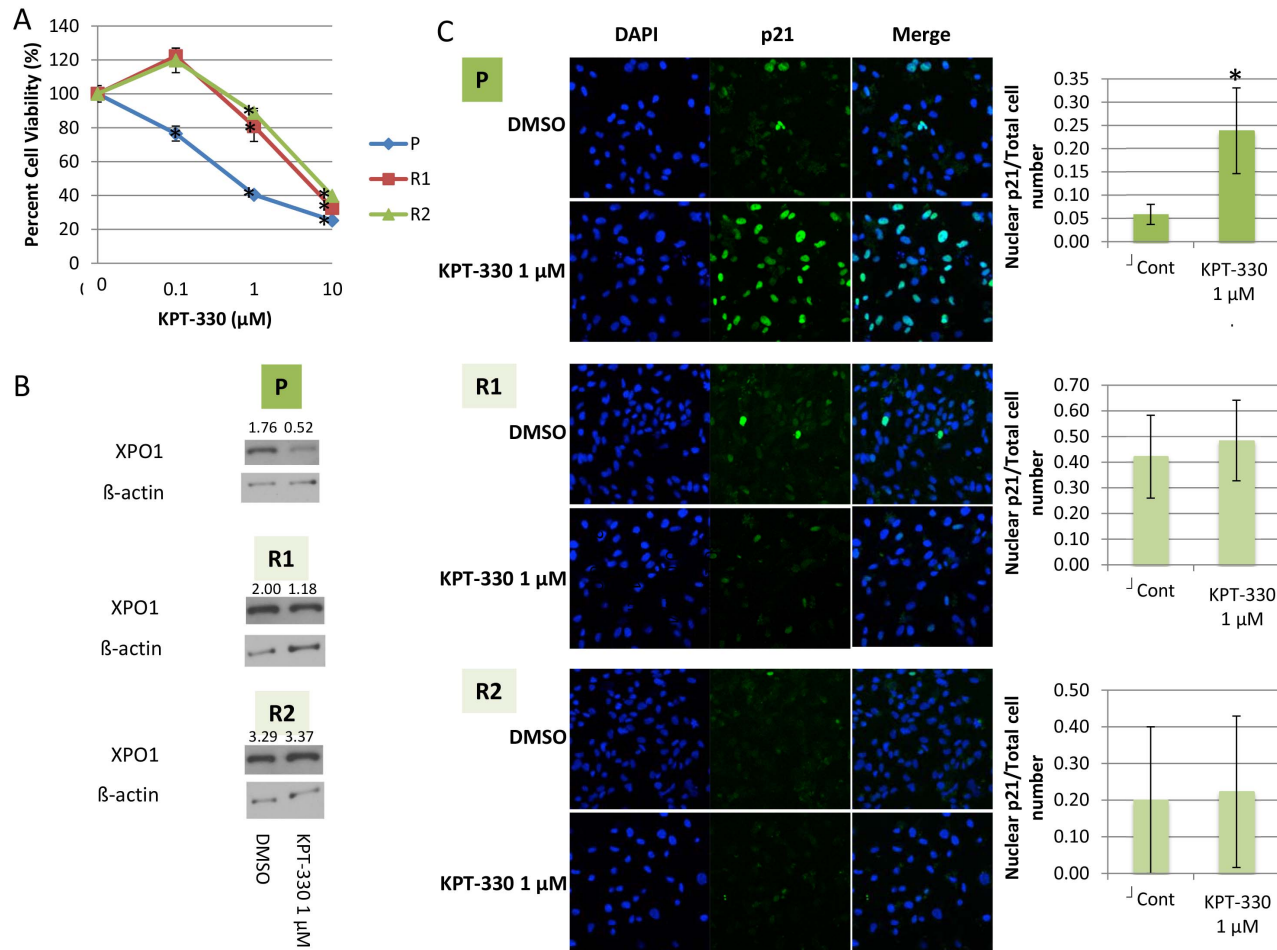 A
140
120
100
80
60
40
20
0
Percent Cell Viability (%)
*
*
*
*
*
*
*
P
R1
R2
( 0
0.1
1
10
KPT-330 (µM)
B
P
1.76 0.52
XPO1
ß-actin
R1
2.00 1.18
XPO1
ß-actin
R2
3.29 3.37
XPO1
ß-actin
DMSO
KPT-330 1 µM
C
DAPI
p21
Merge
P
DMSO
KPT-330 1 µM
Nuclear p21/Total cell
number
0.35
0.30
0.25
0.20
0.15
0.10
0.05
0.00
*
Cont
KPT-330
1 µM
.
R1
DMSO
KPT-330 1 µM
Nuclear p21/Total cell
number
0.70
0.60
0.50
0.40
0.30
0.20
0.10
0.00
Cont
KPT-330
1 µM
R2
DMSO
KPT-330 1 µM
Nuclear p21/Total cell
number
0.50
0.40
0.30
0.20
0.10
0.00
Cont
KPT-330
1 µM